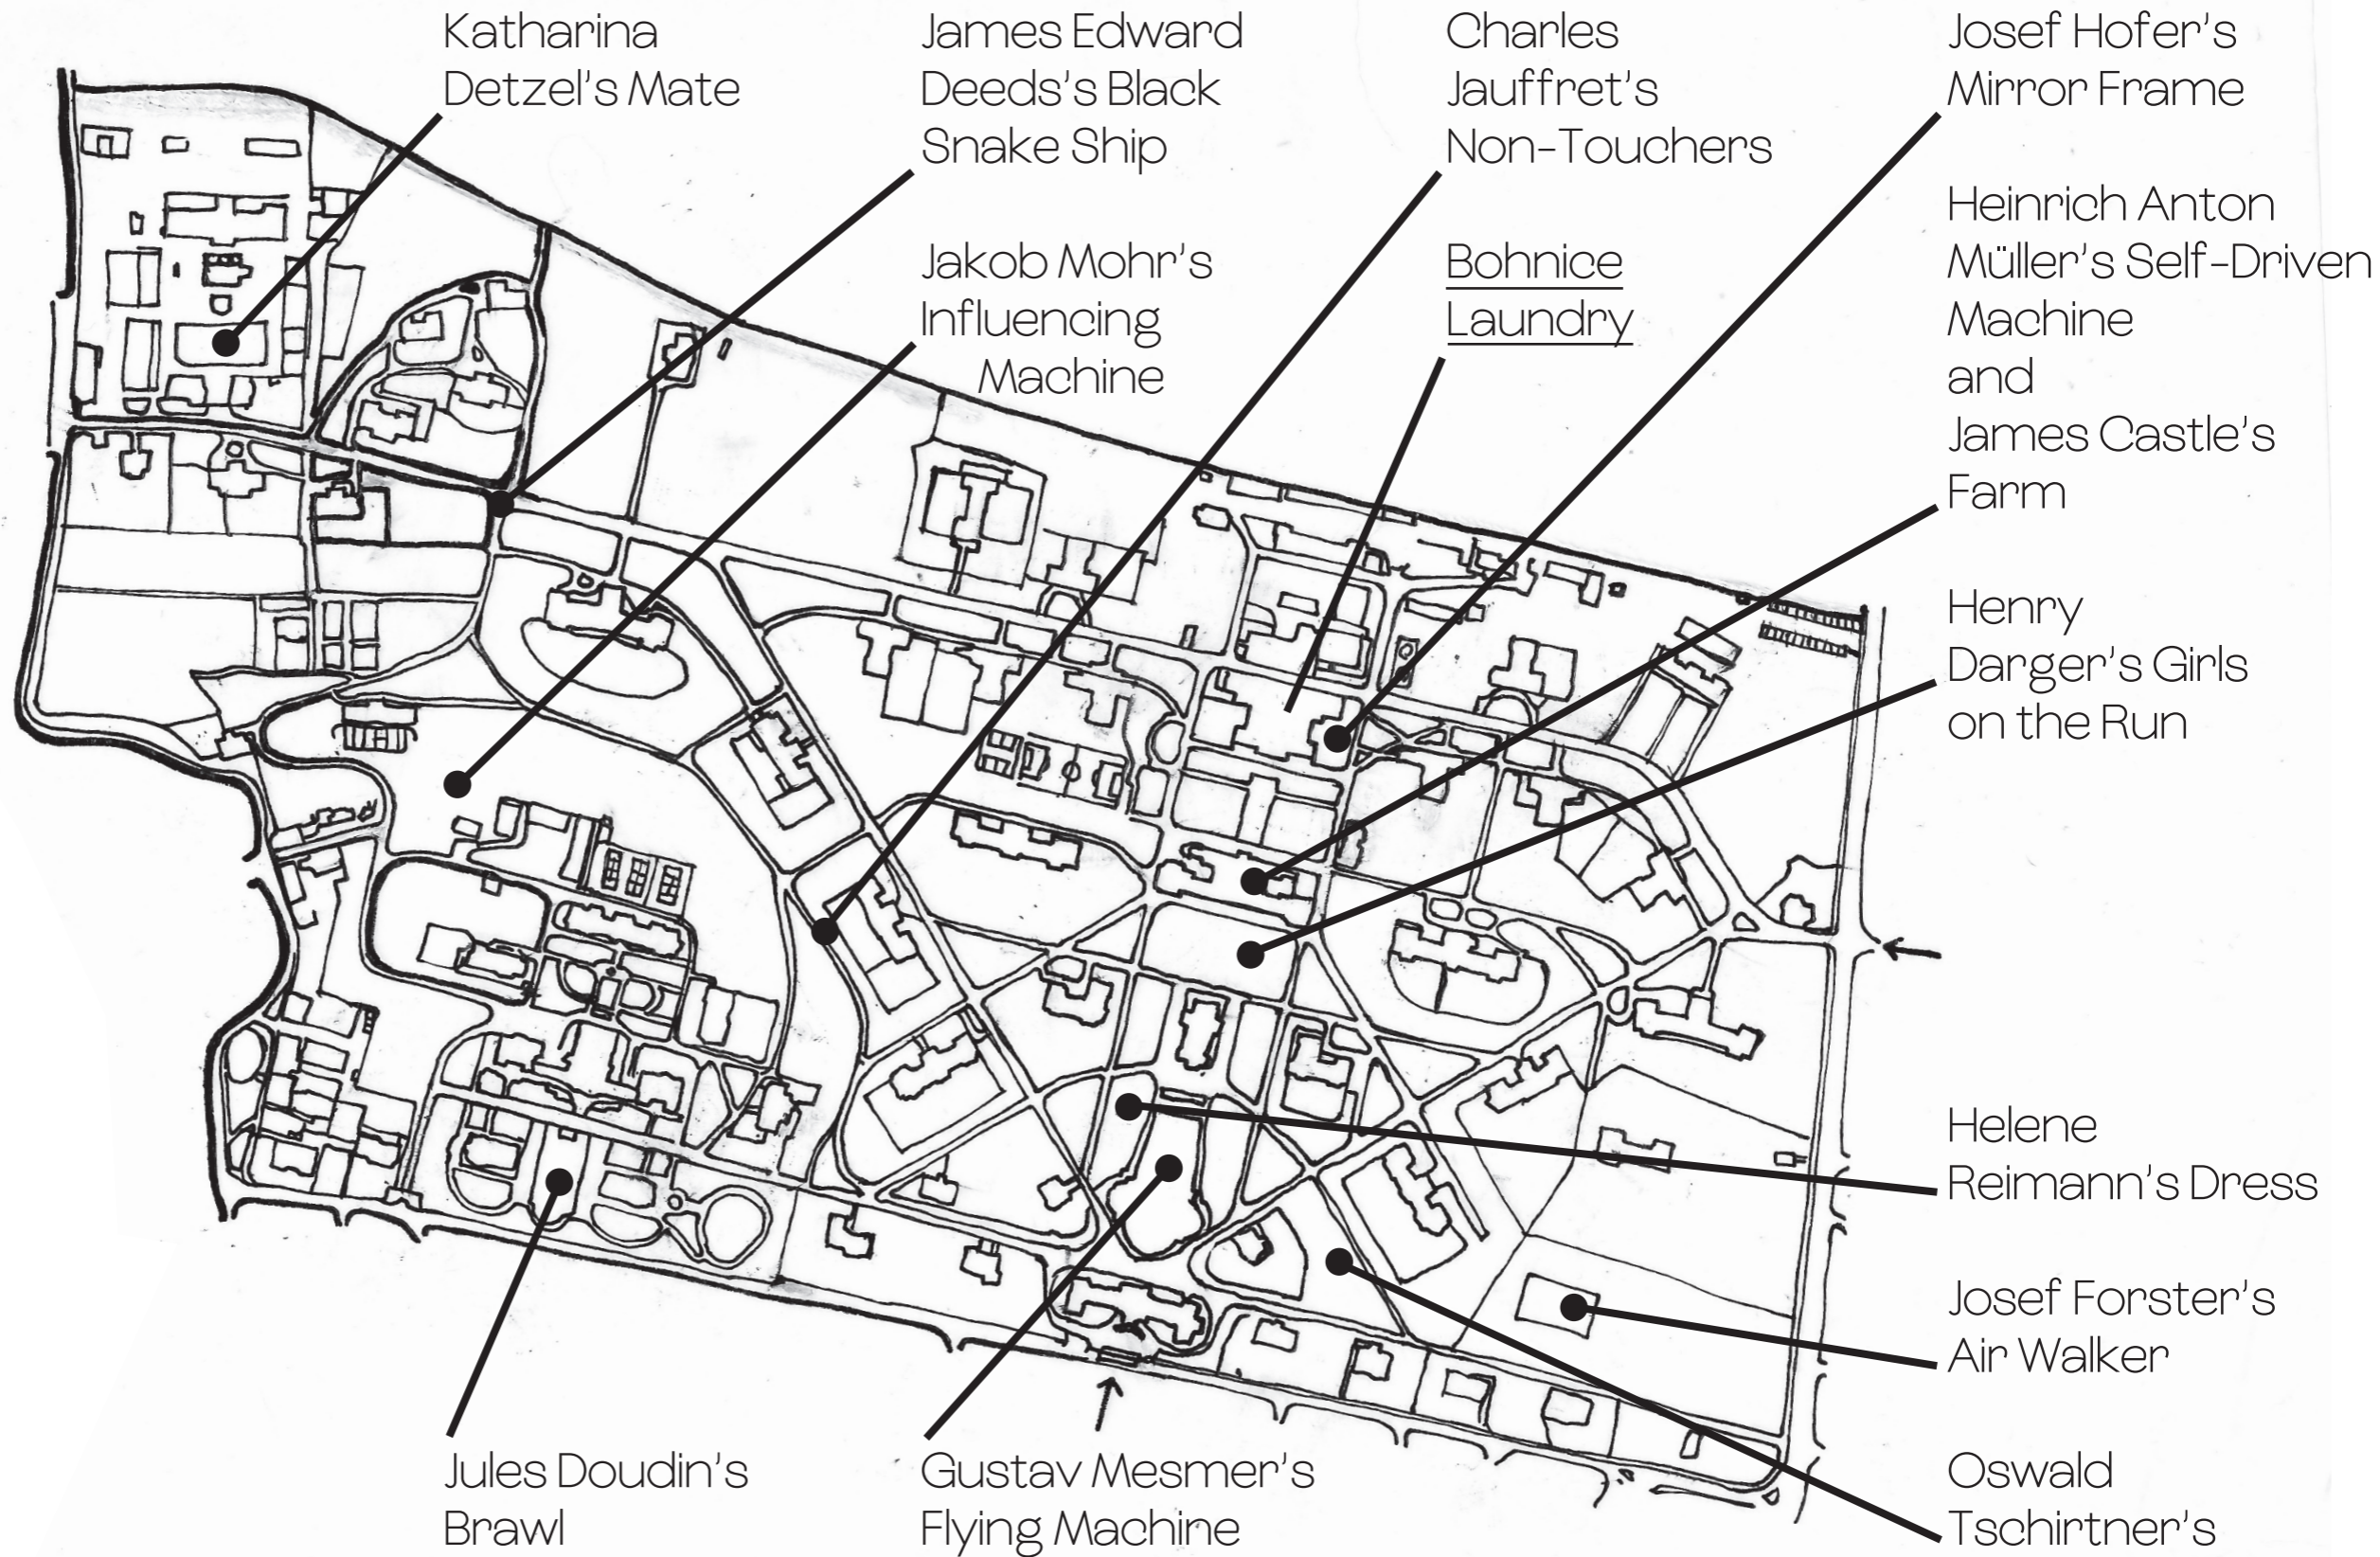 Katharina
Detzel's Mate
James Edward
Deeds's Black
Snake Ship
Charles
Jauffret's
Non-Touchers
Josef Hofer's
Mirror Frame
Jakob Mohr's
Influencing
Machine
Bohnice
Laundry
Heinrich Anton
Müller's Self-Driven
Machine
and
James Castle's
Farm
Henry
Darger's Girls
on the Run
Helene
Reimann's Dress
Josef Forster's
Air Walker
Jules Doudin's
Brawl
Gustav Mesmer's
Flying Machine
Oswald
Tschirtner's